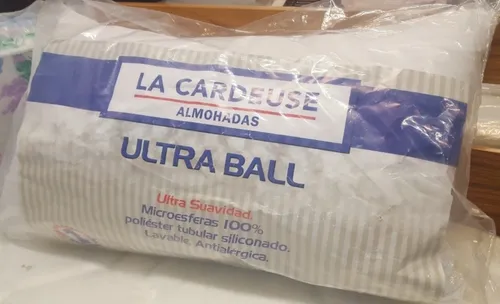 LA CARDEUSE
ALMOHADAS
ULTRA BALL
Ultra Suavidad.
Microesferas 100%
poliéster tubular siliconado.
Lavable. Antialérgica.